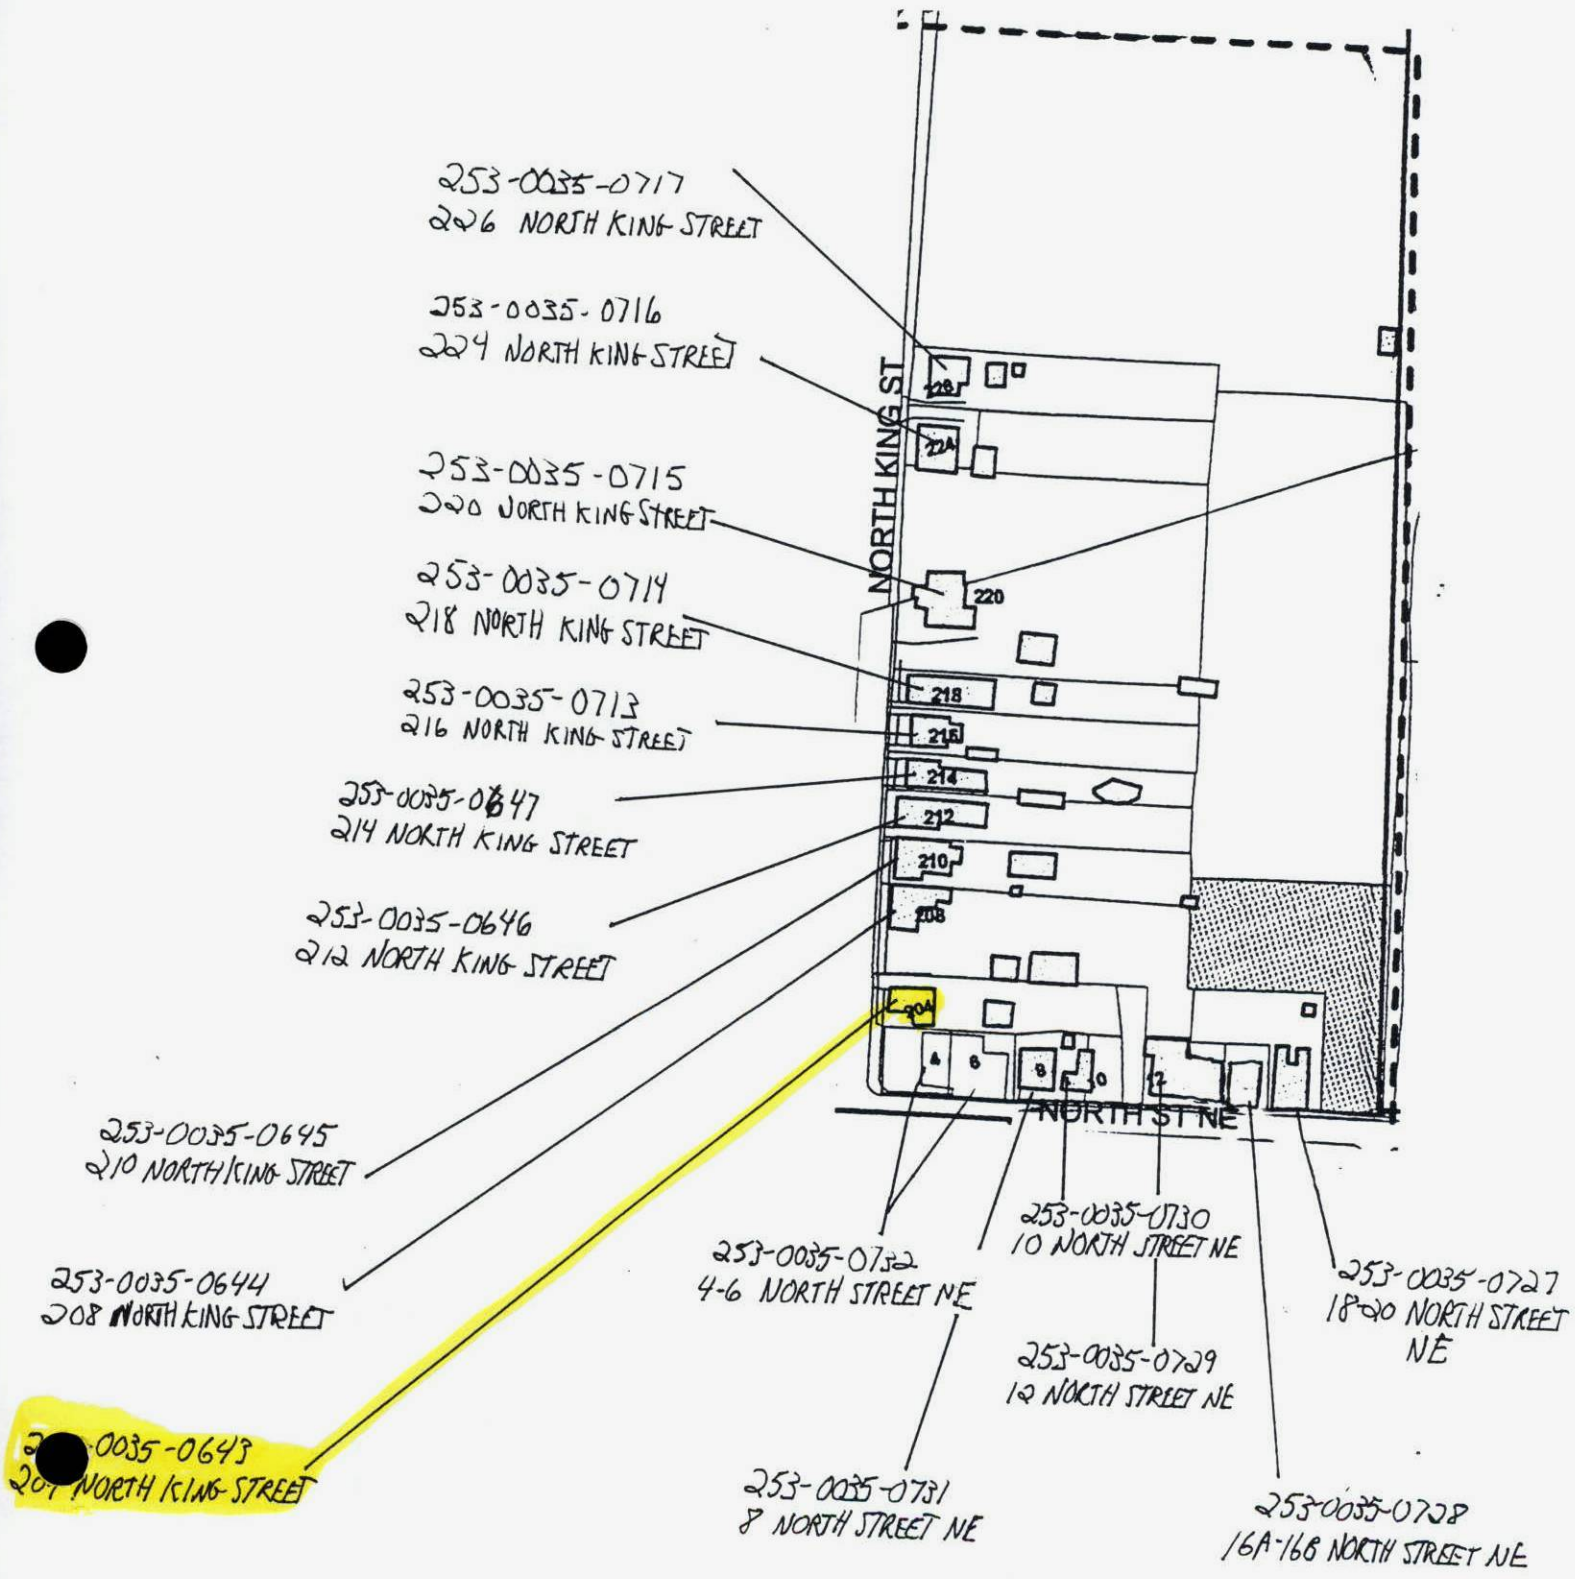 253-0035-0717
226 NORTH KING STREET
253-0035-0716
224 NORTH KING STREET
253-0035-0715
220 NORTH KING STREET
253-0035-0714
218 NORTH KING STREET
253-0035-0713
216 NORTH KING STREET
253-0035-0647
214 NORTH KING STREET
253-0035-0646
212 NORTH KING STREET
253-0035-0645
210 NORTH KING STREET
253-0035-0644
208 NORTH KING STREET
-0035-0643
NORTH KING STREET
NORTH KING ST
224
220
218
216
214
212
210
208
204
4
6
8
10
12
NORTH ST NE
253-0035-0732
4-6 NORTH STREET NE
253-0035-0730
10 NORTH STREET NE
253-0035-0729
12 NORTH STREET NE
253-0035-0727
18-20 NORTH STREET
NE
253-0035-0731
8 NORTH STREET NE
253-0035-0728
16A-16B NORTH STREET NE